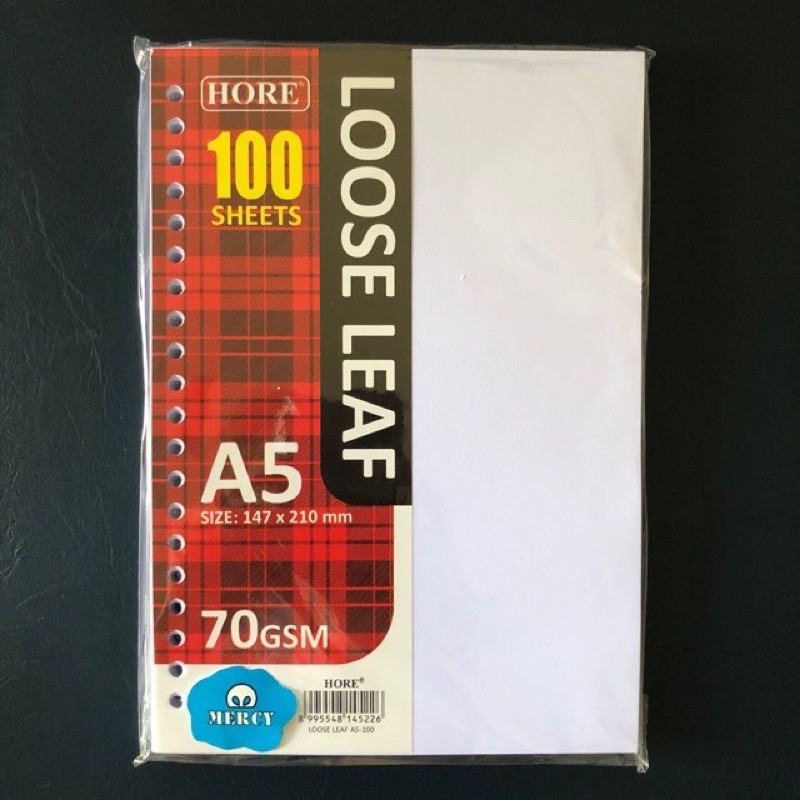 HORE®
100
SHEETS
LOOSE LEAF
A5
SIZE: 147 x 210 mm
70GSM
MERCY
HORE®
8 995548 145226
LOOSE LEAF A5-100